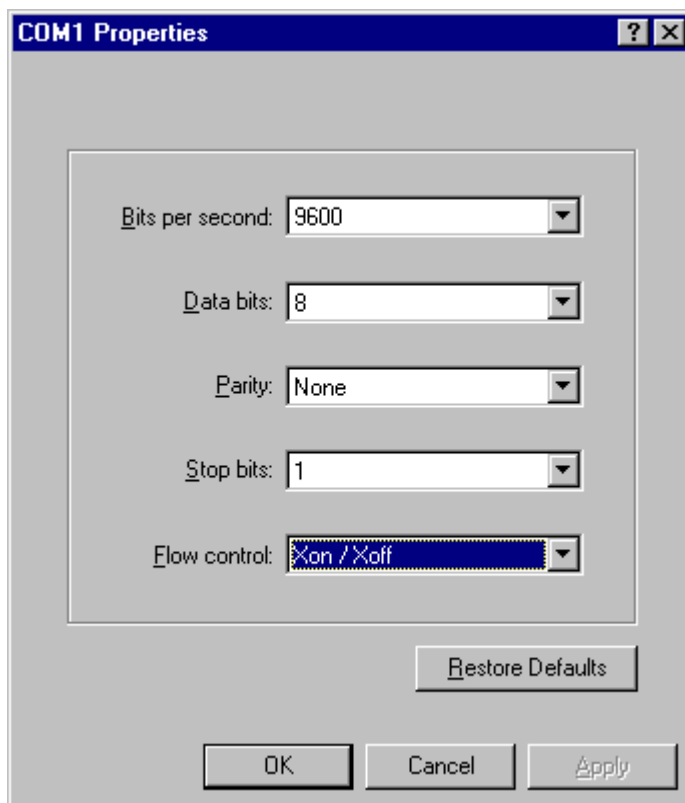 COM1 Properties
Bits per second: 9600
Data bits: 8
Parity: None
Stop bits: 1
Flow control: Xon / Xoff
Restore Defaults
OK Cancel Apply